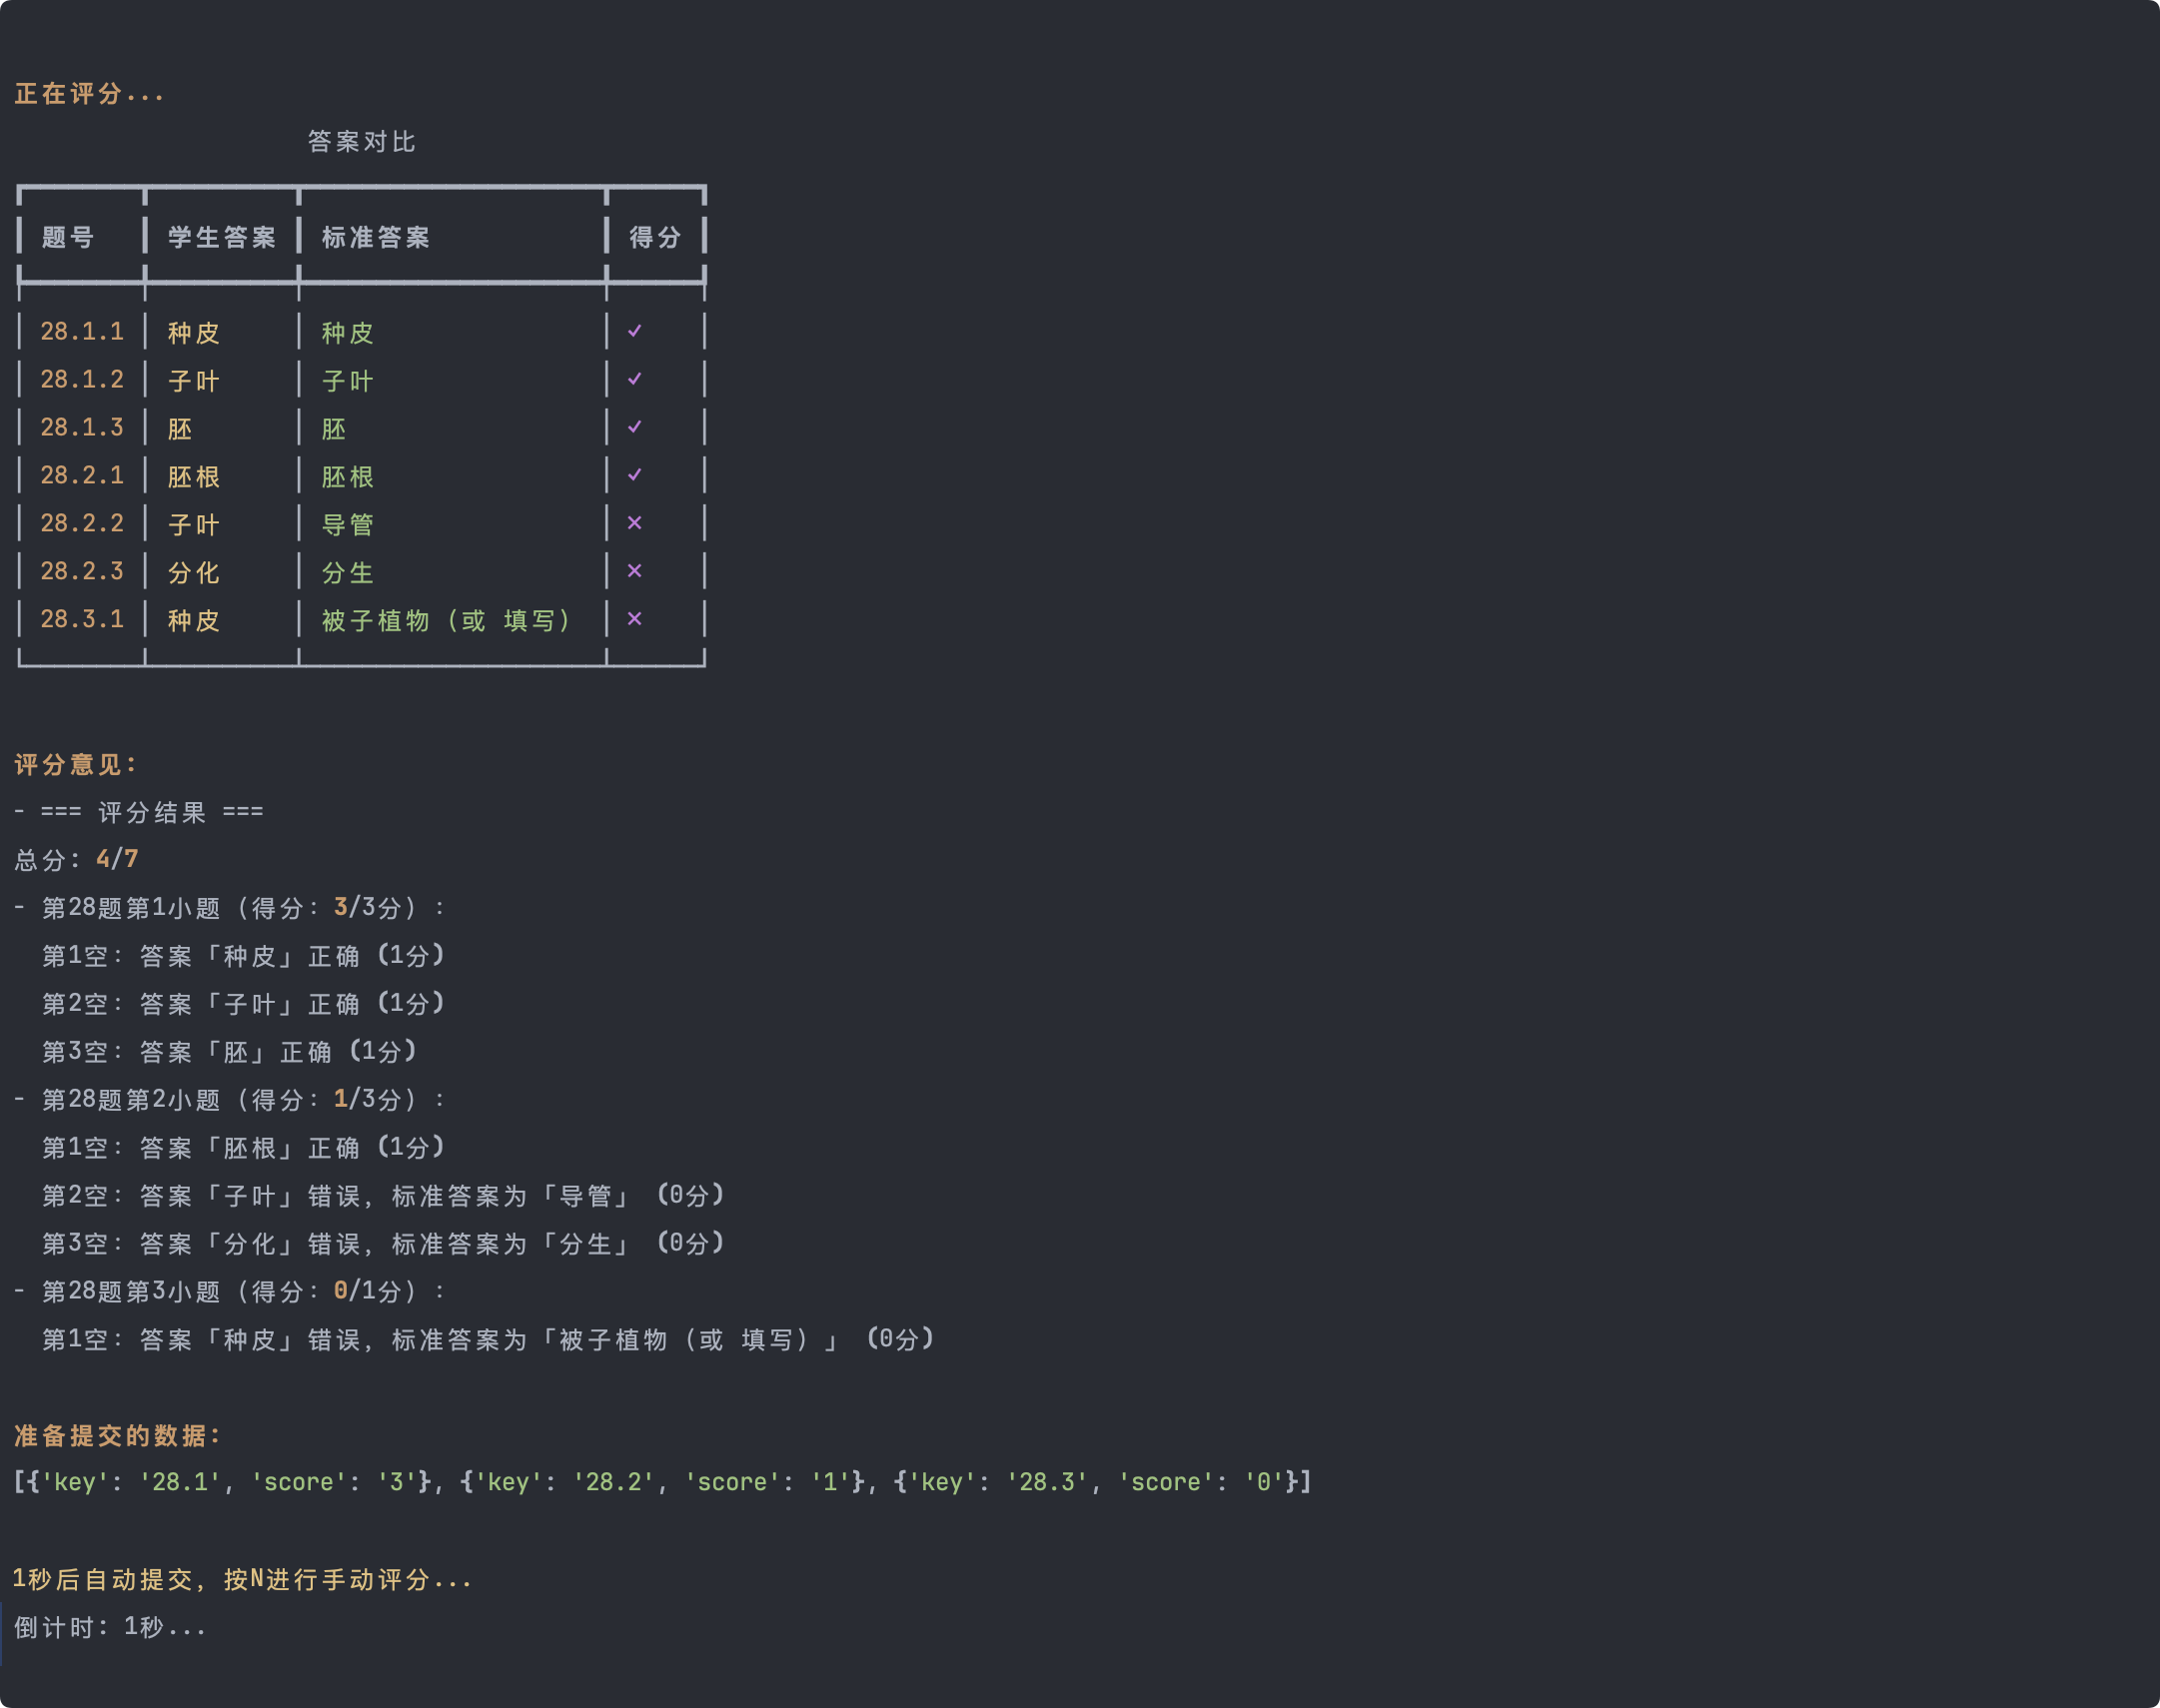 正在评分...
答案对比
题号 学生答案 标准答案 得分
28.1.1 种皮 种皮 ✓
28.1.2 子叶 子叶 ✓
28.1.3 胚 胚 ✓
28.2.1 胚根 胚根 ✓
28.2.2 子叶 导管 ✗
28.2.3 分化 分生 ✗
28.3.1 种皮 被子植物（或 填写） ✗
评分意见:
- === 评分结果 ===
总分: 4/7
- 第28题第1小题（得分：3/3分）：
第1空：答案「种皮」正确 (1分)
第2空：答案「子叶」正确 (1分)
第3空：答案「胚」正确 (1分)
- 第28题第2小题（得分：1/3分）：
第1空：答案「胚根」正确 (1分)
第2空：答案「子叶」错误，标准答案为「导管」 (0分)
第3空：答案「分化」错误，标准答案为「分生」 (0分)
- 第28题第3小题（得分：0/1分）：
第1空：答案「种皮」错误，标准答案为「被子植物（或 填写）」 (0分)
准备提交的数据:
[{'key': '28.1', 'score': '3'}, {'key': '28.2', 'score': '1'}, {'key': '28.3', 'score': '0'}]
1秒后自动提交, 按N进行手动评分...
倒计时: 1秒...